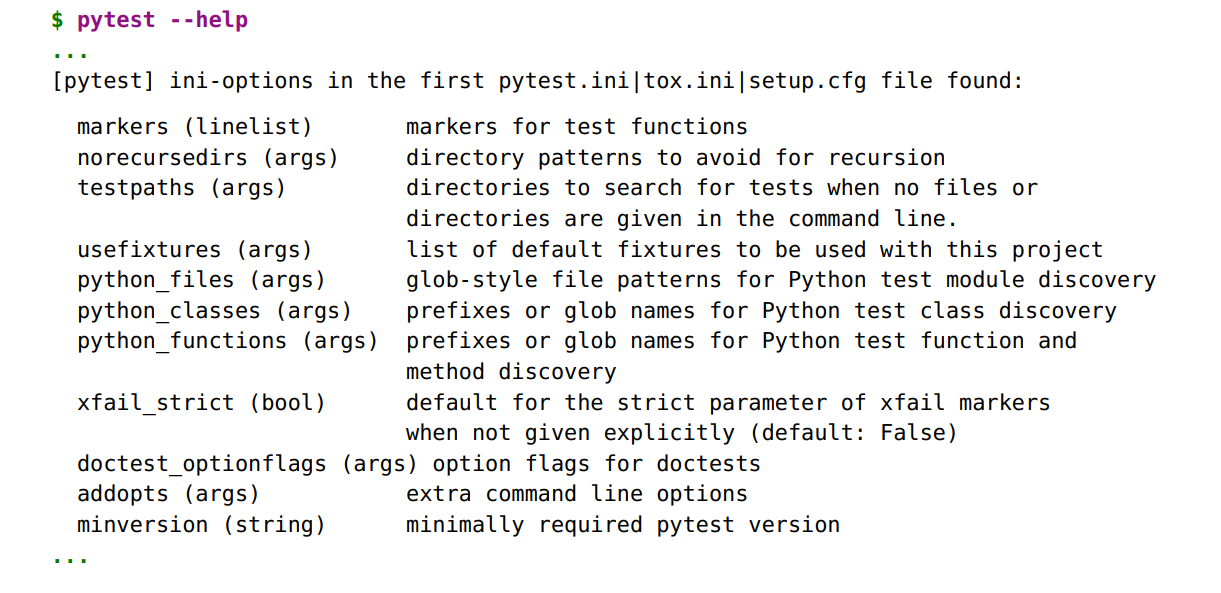 $ pytest --help
...
[pytest] ini-options in the first pytest.ini|tox.ini|setup.cfg file found:
markers (linelist) markers for test functions
norecursedirs (args) directory patterns to avoid for recursion
testpaths (args) directories to search for tests when no files or
directories are given in the command line.
usefixtures (args) list of default fixtures to be used with this project
python_files (args) glob-style file patterns for Python test module discovery
python_classes (args) prefixes or glob names for Python test class discovery
python_functions (args) prefixes or glob names for Python test function and
method discovery
xfail_strict (bool) default for the strict parameter of xfail markers
when not given explicitly (default: False)
doctest_optionflags (args) option flags for doctests
addopts (args) extra command line options
minversion (string) minimally required pytest version
...